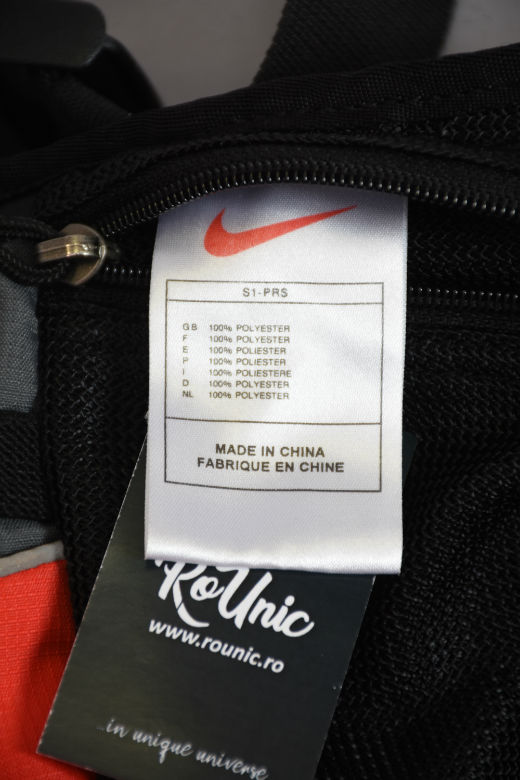 S1-PRS
GB 100% POLYESTER
F 100% POLYESTER
E 100% POLIESTER
P 100% POLIESTER
I 100% POLIESTERE
D 100% POLYESTER
NL 100% POLYESTER
MADE IN CHINA
FABRIQUE EN CHINE
RoUnic
www.rounic.ro
...in unique universe